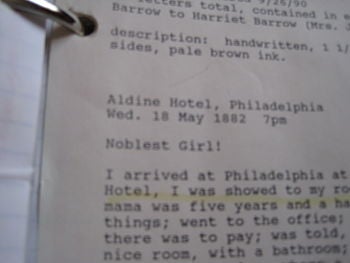 letters total, contained in
Barrow to Harriet Barrow (Mrs. J
description: handwritten, 1 1/
sides, pale brown ink.
Aldine Hotel, Philadelphia
Wed. 18 May 1882 7pm
Noblest Girl!
I arrived at Philadelphia at
Hotel, I was showed to my ro
mama was five years and a ha
things; went to the office;
there was to pay; was told,
nice room, with a bathroom;